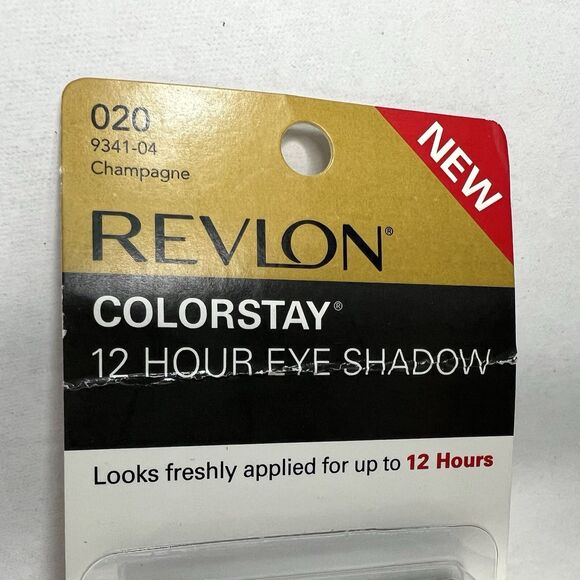 020
9341-04
Champagne
NEW
REVLON®
COLORSTAY®
12 HOUR EYE SHADOW
Looks freshly applied for up to 12 Hours